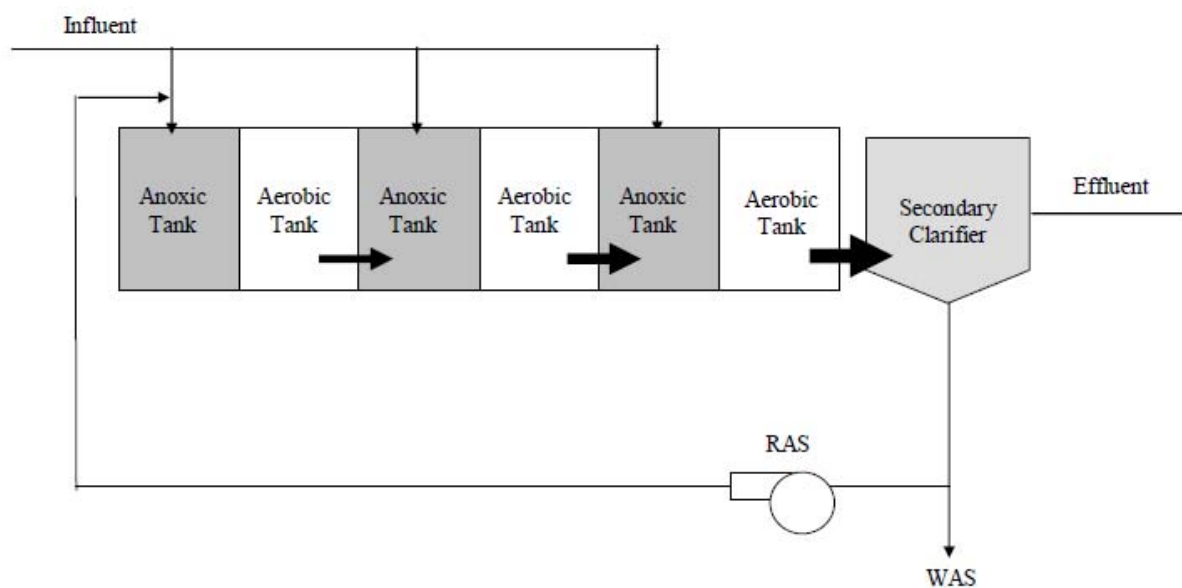 Influent
Anoxic
Tank
Aerobic
Tank
Anoxic
Tank
Aerobic
Tank
Anoxic
Tank
Aerobic
Tank
Secondary
Clarifier
Effluent
RAS
WAS